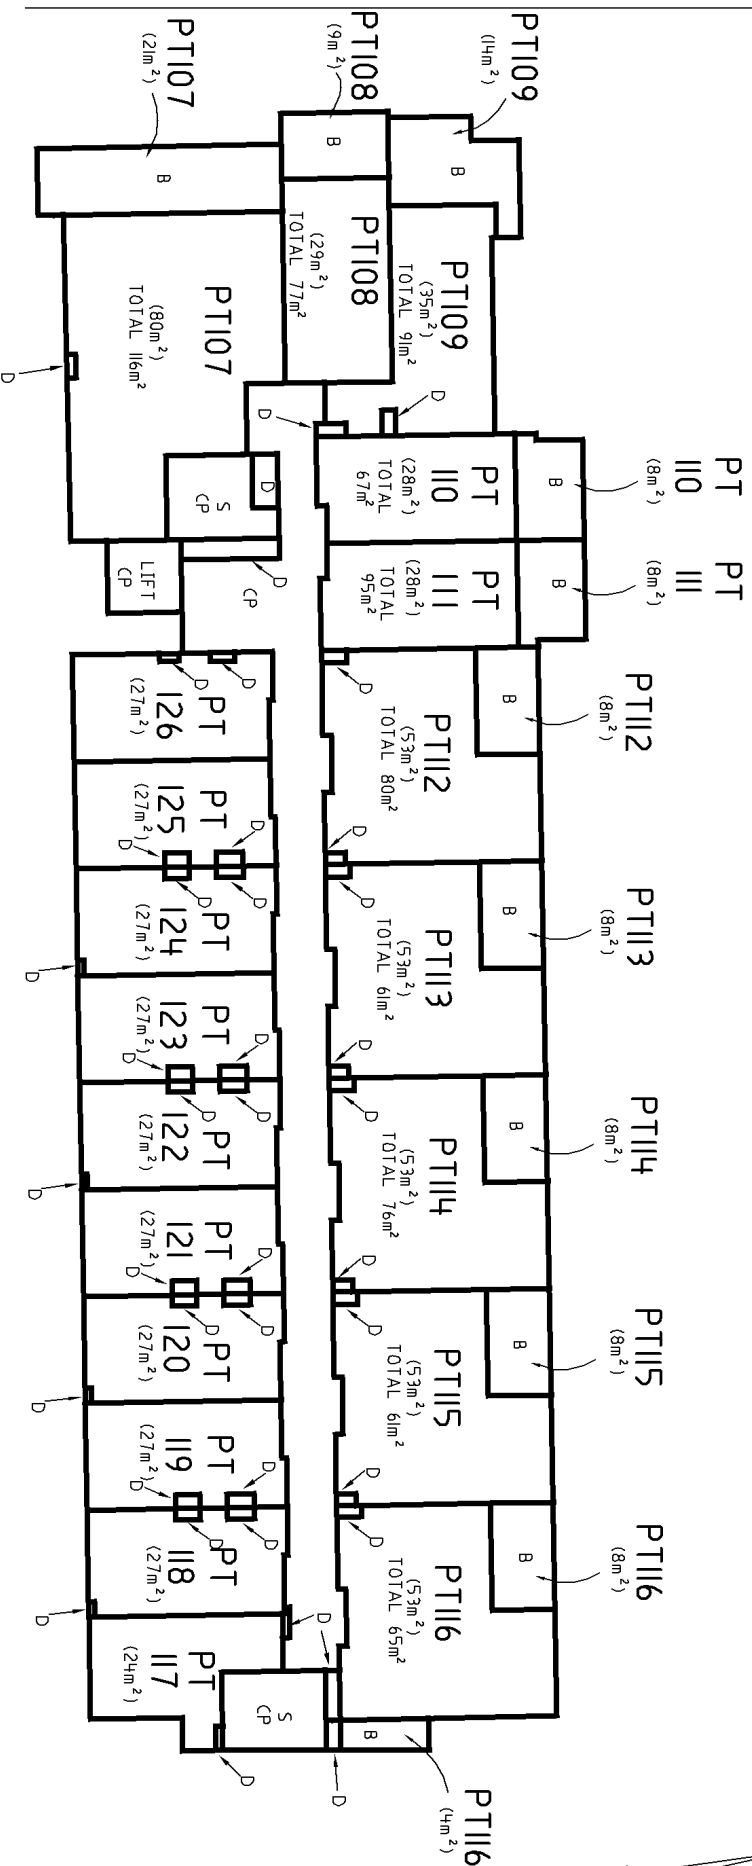 PT109
(14m²)
B
PT109
(35m²)
TOTAL 91m²
D
PT108
(9m²)
B
PT108
(29m²)
TOTAL 77m²
D
PT107
(21m²)
B
PT107
(80m²)
TOTAL 116m²
D
PT
110
(8m²)
B
PT
110
(28m²)
TOTAL
67m²
PT
111
(8m²)
B
PT
111
(28m²)
TOTAL
95m²
D
S
CP
D
CP
LIFT
CP
PT112
(8m²)
B
PT112
(53m²)
TOTAL 80m²
D
D
D
PT113
(8m²)
B
PT113
(53m²)
TOTAL 61m²
D
D
PT114
(8m²)
B
PT114
(53m²)
TOTAL 76m²
D
D
PT115
(8m²)
B
PT115
(53m²)
TOTAL 61m²
D
D
PT116
(8m²)
B
PT116
(53m²)
TOTAL 65m²
B
PT116
(4m²)
D
D
PT
126
(27m²)
D
D
PT
125
(27m²)
D
D
D
D
PT
124
(27m²)
D
PT
123
(27m²)
D
D
D
D
PT
122
(27m²)
D
PT
121
(27m²)
D
D
D
D
PT
120
(27m²)
D
PT
119
(27m²)
D
D
D
D
PT
118
(27m²)
D
PT
117
(24m²)
D
S
CP
D